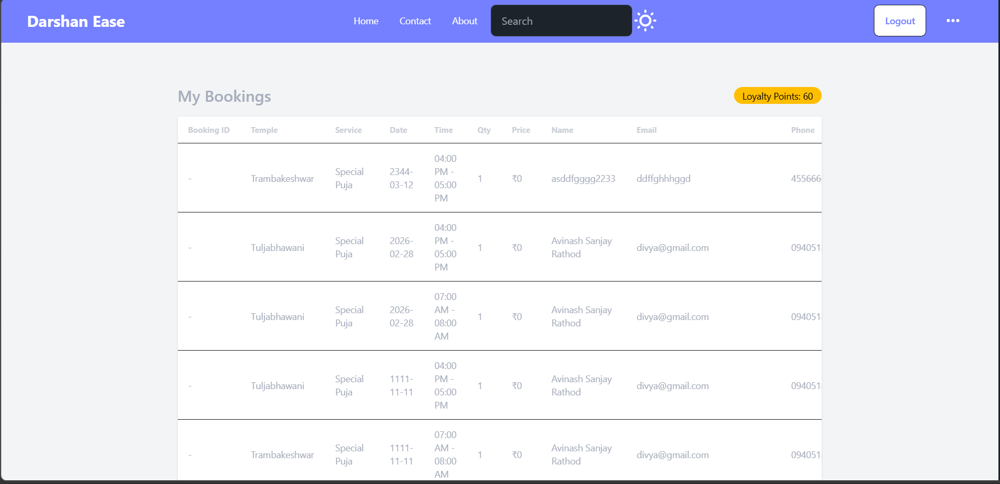 Darshan Ease Home Contact About Search Logout
My Bookings Loyalty Points: 60
Booking ID Temple Service Date Time Qty Price Name Email Phone
- Trambakeshwar Special Puja 2344-03-12 04:00 PM - 05:00 PM 1 ₹0 asddfgggg2233 ddffghhhggd 455666
- Tuljabhawani Special Puja 2026-02-28 04:00 PM - 05:00 PM 1 ₹0 Avinash Sanjay Rathod divya@gmail.com 094051
- Tuljabhawani Special Puja 2026-02-28 07:00 AM - 08:00 AM 1 ₹0 Avinash Sanjay Rathod divya@gmail.com 094051
- Tuljabhawani Special Puja 1111-11-11 04:00 PM - 05:00 PM 1 ₹0 Avinash Sanjay Rathod divya@gmail.com 094051
- Trambakeshwar Special Puja 1111-11-11 07:00 AM - 08:00 AM 1 ₹0 Avinash Sanjay Rathod divya@gmail.com 094051